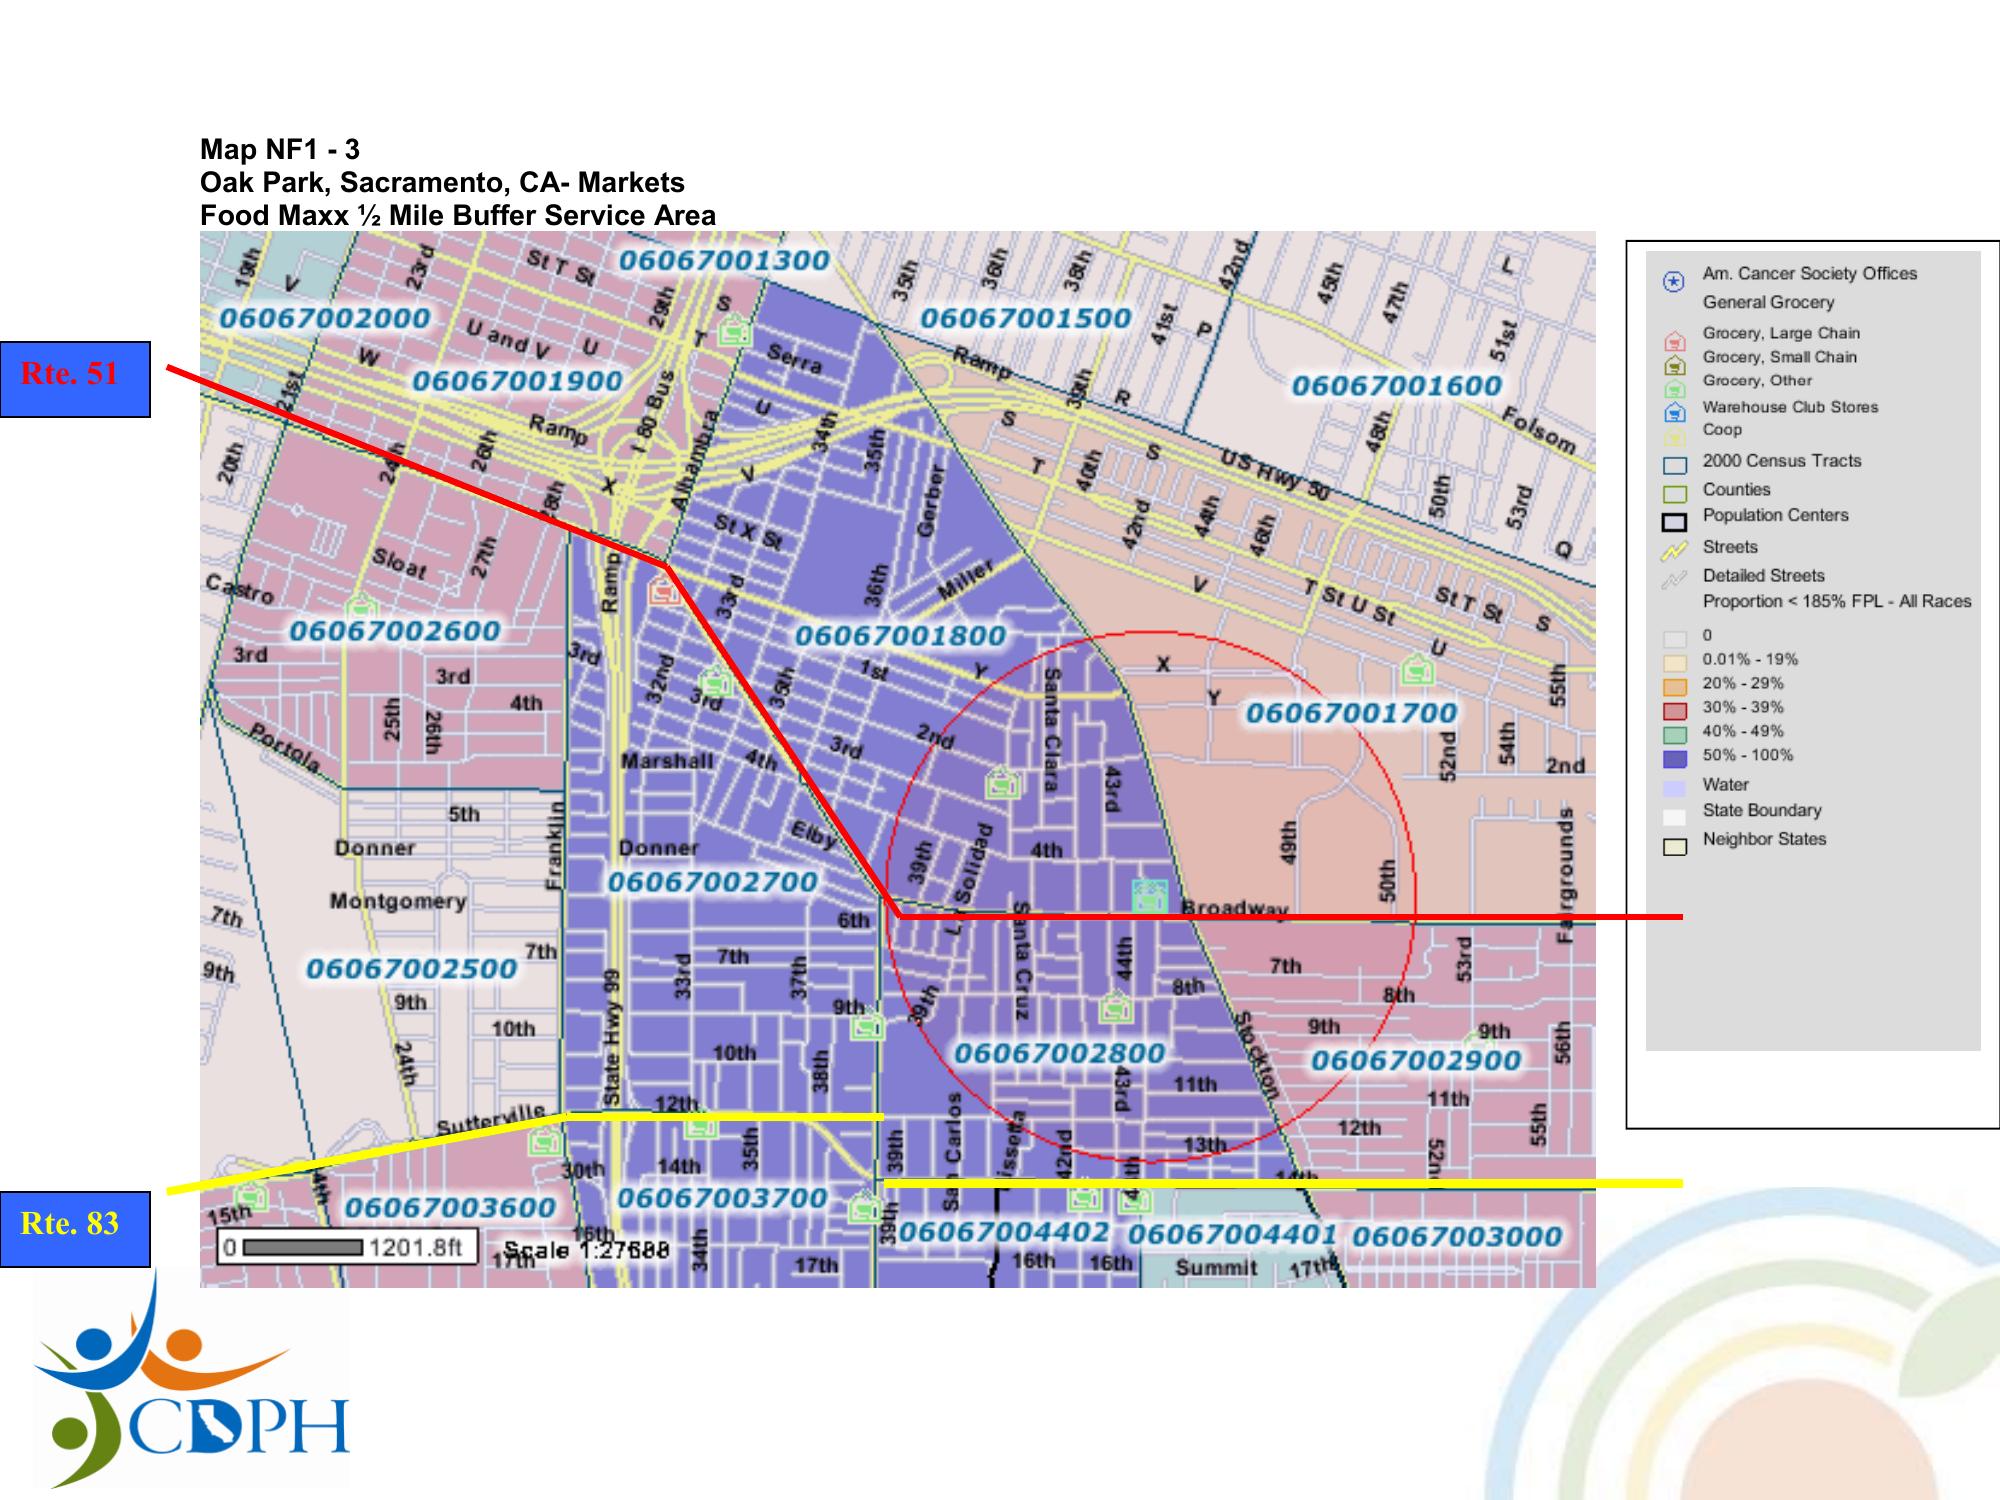 Map NF1 - 3
Oak Park, Sacramento, CA- Markets
Food Maxx ½ Mile Buffer Service Area
Rte. 51
Rte. 83
06067001300
06067002000
06067001500
06067001900
06067001600
06067002600
06067001800
06067001700
06067002700
06067002500
06067002800
06067002900
06067003600
06067003700
06067004402
06067004401
06067003000
19th
V
23rd
St T St
29th
S
T
35th
36th
38th
42nd
45th
47th
L
W
U and V
U
Serra
41st
P
51st
21st
Ramp
I 80 Bus
Alhambra
U
34th
35th
Ramp
39th
R
S
48th
Folsom
20th
24th
26th
28th
X
V
Gerber
T
40th
S
US Hwy 50
50th
53rd
Q
Sloat
27th
St X St
42nd
44th
46th
Castro
Ramp
33rd
36th
Miller
V
T St U St
St T St
S
U
3rd
3rd
3rd
4th
25th
26th
32nd
3rd
35th
1st
Y
Santa Clara
X
Y
55th
Portola
Marshall
4th
3rd
2nd
43rd
52nd
54th
2nd
5th
Donner
Franklin
Donner
Elby
39th
La Solidad
4th
49th
50th
Fairgrounds
Montgomery
7th
6th
Broadway
7th
9th
9th
10th
24th
State Hwy 99
33rd
7th
37th
9th
39th
Santa Cruz
44th
8th
7th
8th
53rd
10th
38th
Stockton
9th
9th
56th
Sutterville
12th
35th
39th
San Carlos
43rd
11th
11th
12th
55th
30th
14th
42nd
44th
13th
14th
52nd
15th
44th
16th
17th
34th
17th
39th
16th
16th
Summit
17th
0
1201.8ft
Scale 1:27688
Am. Cancer Society Offices
General Grocery
Grocery, Large Chain
Grocery, Small Chain
Grocery, Other
Warehouse Club Stores
Coop
2000 Census Tracts
Counties
Population Centers
Streets
Detailed Streets
Proportion < 185% FPL - All Races
0
0.01% - 19%
20% - 29%
30% - 39%
40% - 49%
50% - 100%
Water
State Boundary
Neighbor States
CDPH